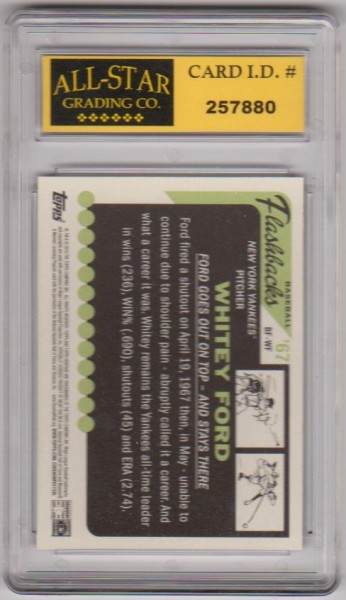 ALL-STAR
GRADING CO.
CARD I.D. #
257880
BASEBALL '67
Flashbacks
BF-WF
NEW YORK YANKEES®
PITCHER
WHITEY FORD
FORD GOES OUT ON TOP – AND STAYS THERE
Ford fired a shutout on April 19, 1967 then, in May - unable to
continue due to shoulder pain - abruptly called it a career. And
what a career it was. Whitey remains the Yankees all-time leader
in wins (236), WIN% (.690), shutouts (45) and ERA (2.74).
Topps